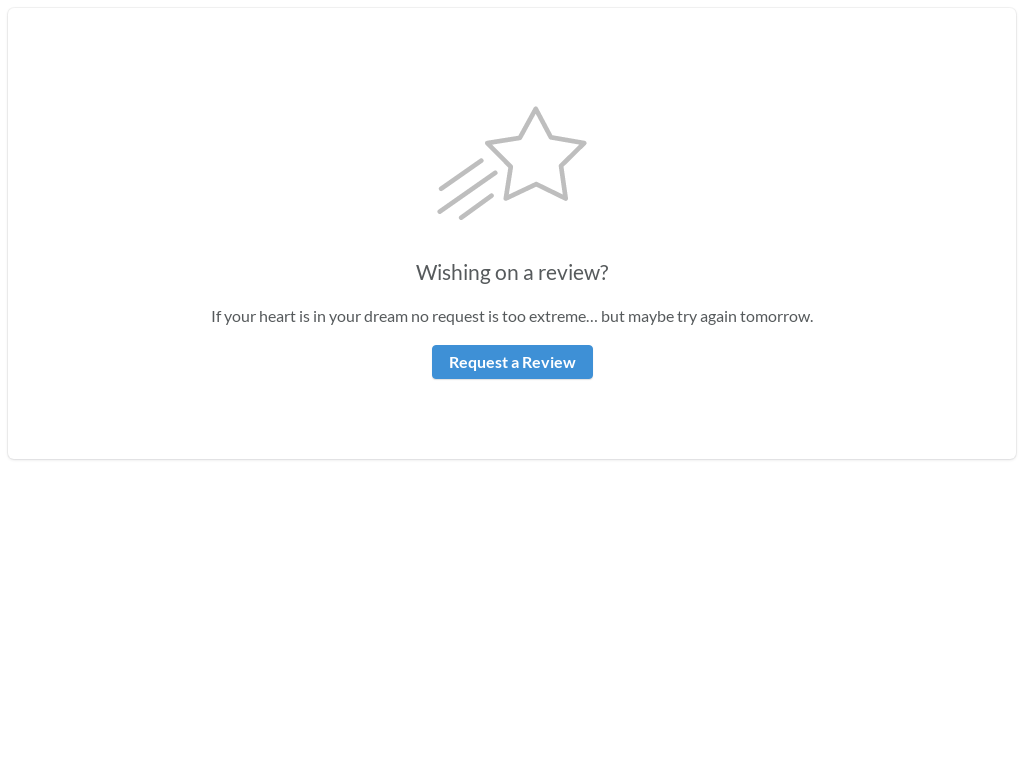 Wishing on a review?
If your heart is in your dream no request is too extreme... but maybe try again tomorrow.
Request a Review